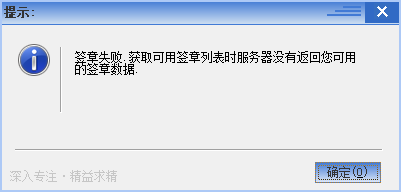 提示:
签章失败.获取可用签章列表时服务器没有返回您可用
的签章数据.
深入专注·精益求精
确定(O)